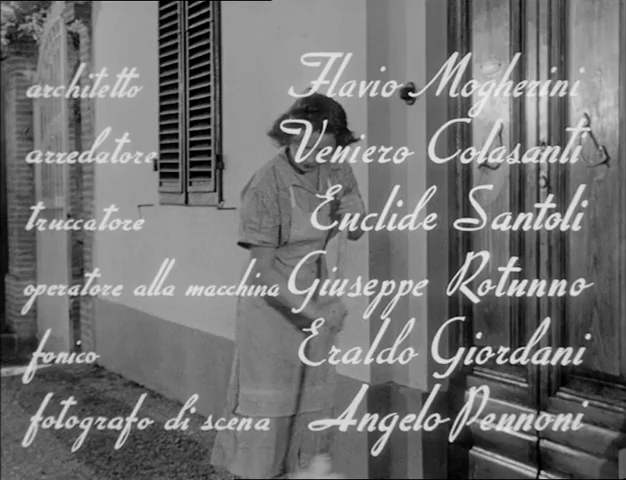 architetto Flavio Mogherini
arredatore Veniero Colasanti
truccatore Euclide Santoli
operatore alla macchina Giuseppe Rotunno
fonico Eraldo Giordani
fotografo di scena Angelo Pennoni